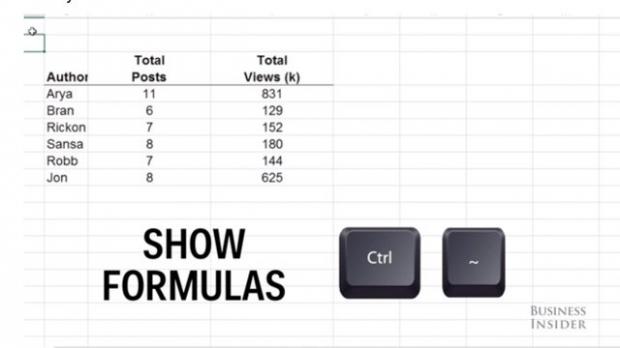 Total Total
Author Posts Views (k)
Arya 11 831
Bran 6 129
Rickon 7 152
Sansa 8 180
Robb 7 144
Jon 8 625
SHOW
FORMULAS
Ctrl ~
BUSINESS
INSIDER